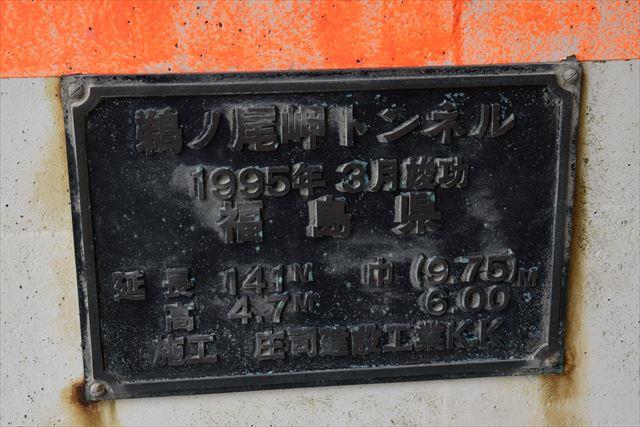 鵜ノ尾岬トンネル
1995年 3月竣功
福島県
延長 141M 巾 (9.75)M
高 4.7M 6.00
施工 庄司建設工業KK